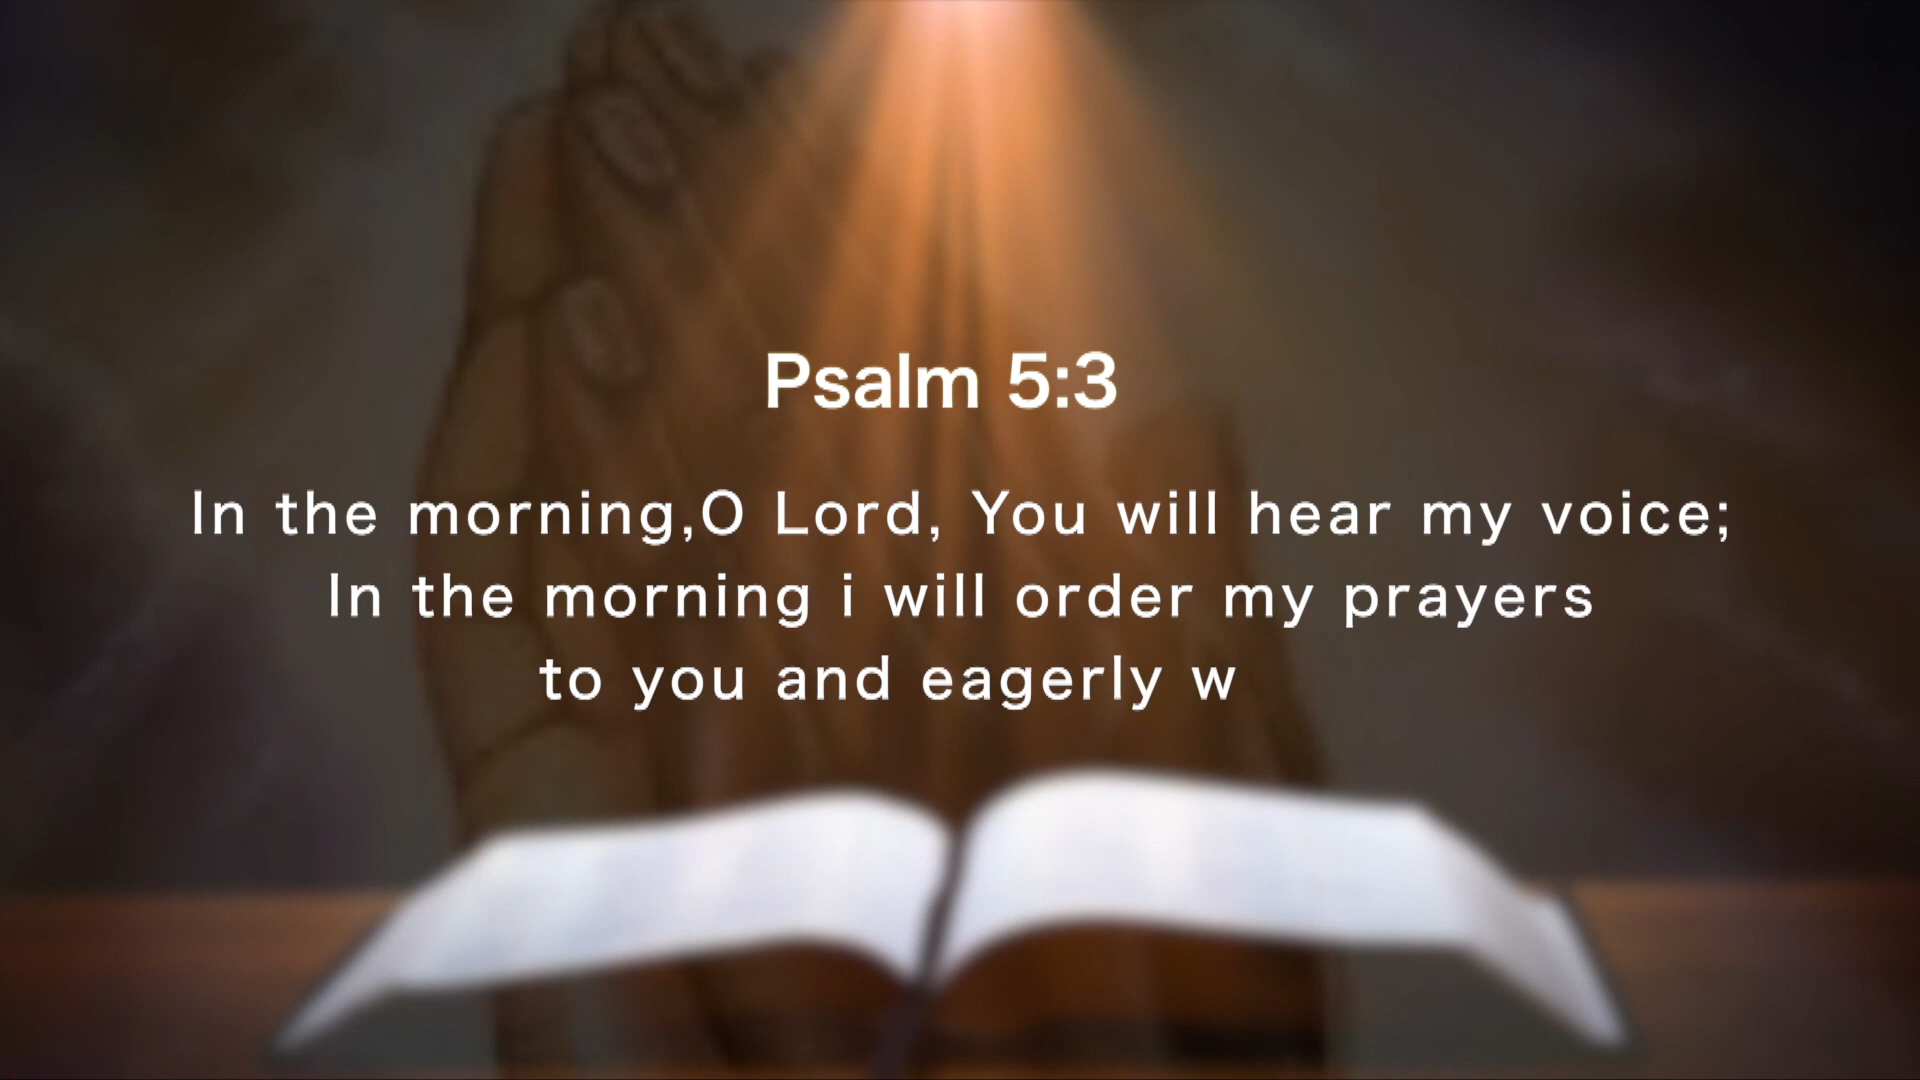 Psalm 5:3
In the morning,O Lord, You will hear my voice;
In the morning i will order my prayers
to you and eagerly w